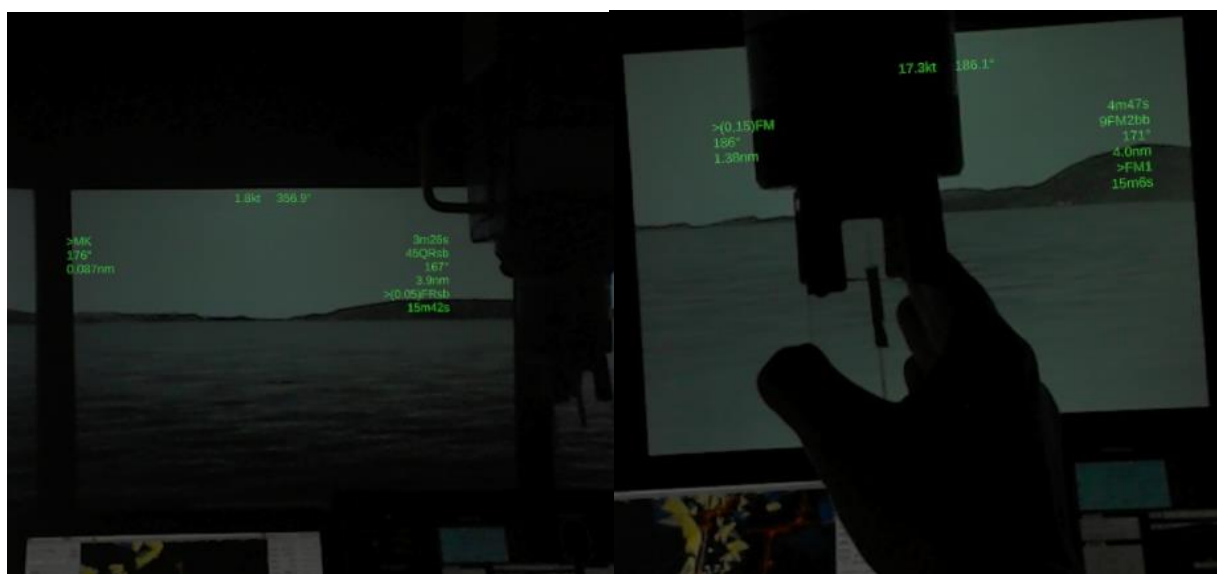 1.8kt 356.9°
>MK
176°
0.087nm
3m26s
45QRsb
167°
3.9nm
>(0.05)FRsb
15m42s
17.3kt 186.1°
>(0.15)FM
186°
1.38nm
4m47s
9FM2bb
171°
4.0nm
>FM1
15m6s